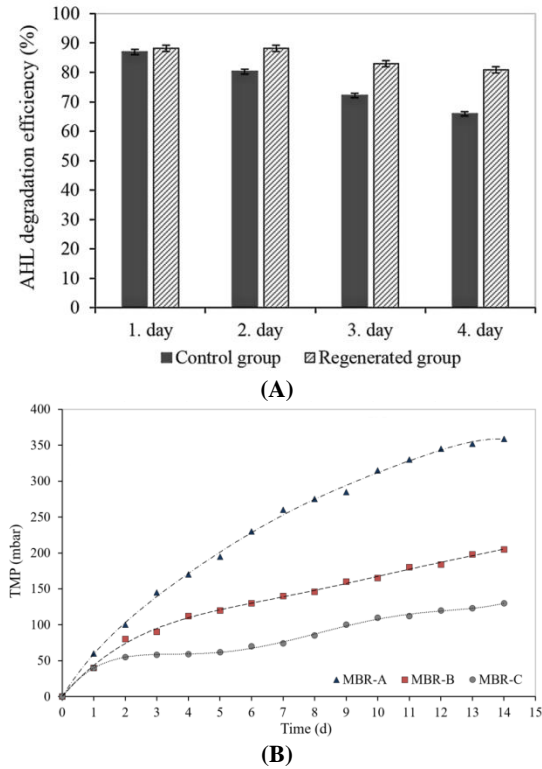 AHL degradation efficiency (%)
90
80
70
60
50
40
30
20
10
0
1. day 2. day 3. day 4. day
Control group Regenerated group
(A)
TMP (mbar)
400
350
300
250
200
150
100
50
0
0 1 2 3 4 5 6 7 8 9 10 11 12 13 14 15
MBR-A MBR-B MBR-C
Time (d)
(B)